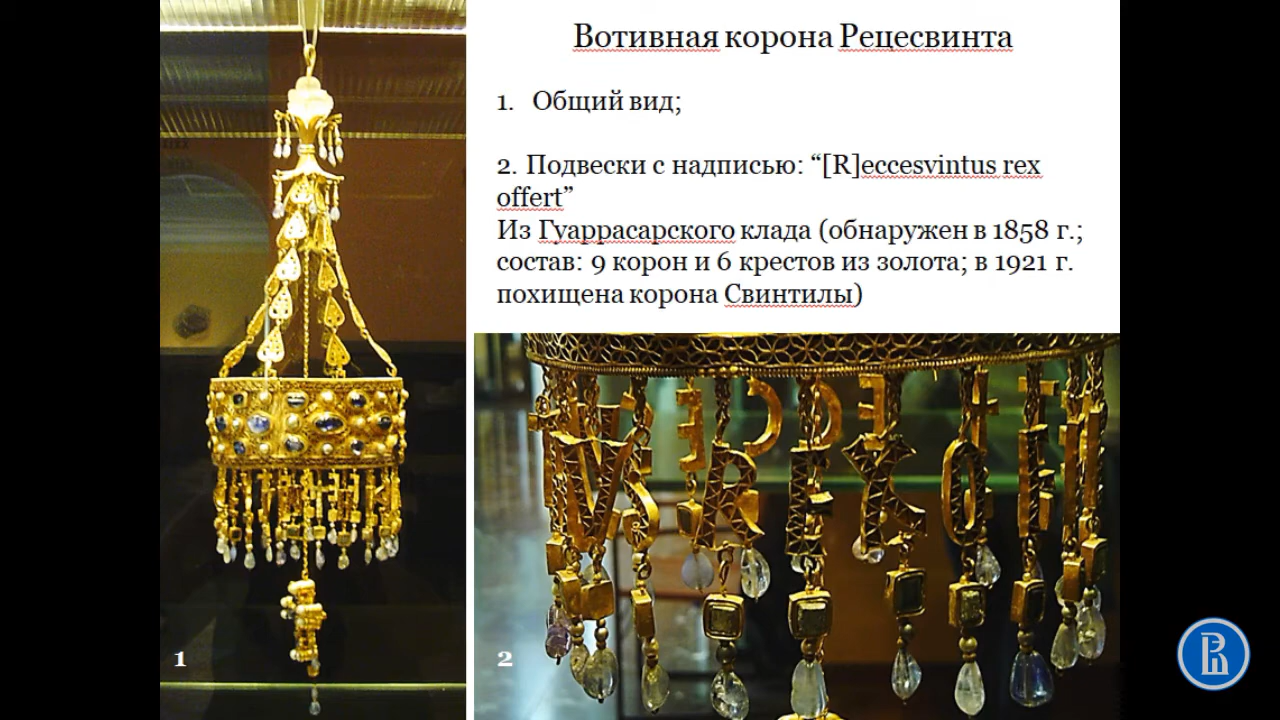 Вотивная корона Рецесвинта
1. Общий вид;
2. Подвески с надписью: “[R]eccesvintus rex
offert”
Из Гуаррасарского клада (обнаружен в 1858 г.;
состав: 9 корон и 6 крестов из золота; в 1921 г.
похищена корона Свинтилы)
1
2